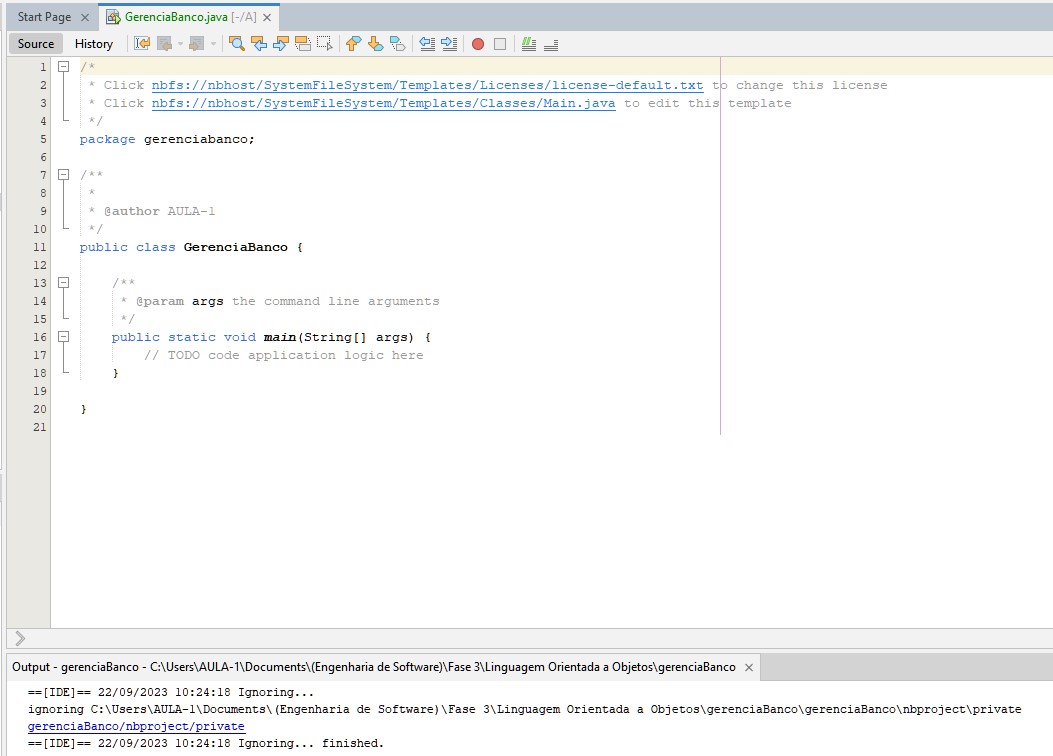 Start Page GerenciaBanco.java [-/A]
Source History
1 /*
2 * Click nbfs://nbhost/SystemFileSystem/Templates/Licenses/license-default.txt to change this license
3 * Click nbfs://nbhost/SystemFileSystem/Templates/Classes/Main.java to edit this template
4 */
5 package gerenciabanco;
6
7 /**
8 *
9 * @author AULA-1
10 */
11 public class GerenciaBanco {
12
13 /**
14 * @param args the command line arguments
15 */
16 public static void main(String[] args) {
17 // TODO code application logic here
18 }
19
20 }
21
Output - gerenciaBanco - C:\Users\AULA-1\Documents\(Engenharia de Software)\Fase 3\Linguagem Orientada a Objetos\gerenciaBanco
==[IDE]== 22/09/2023 10:24:18 Ignoring...
ignoring C:\Users\AULA-1\Documents\(Engenharia de Software)\Fase 3\Linguagem Orientada a Objetos\gerenciaBanco\gerenciaBanco\nbproject\private
gerenciaBanco/nbproject/private
==[IDE]== 22/09/2023 10:24:18 Ignoring... finished.